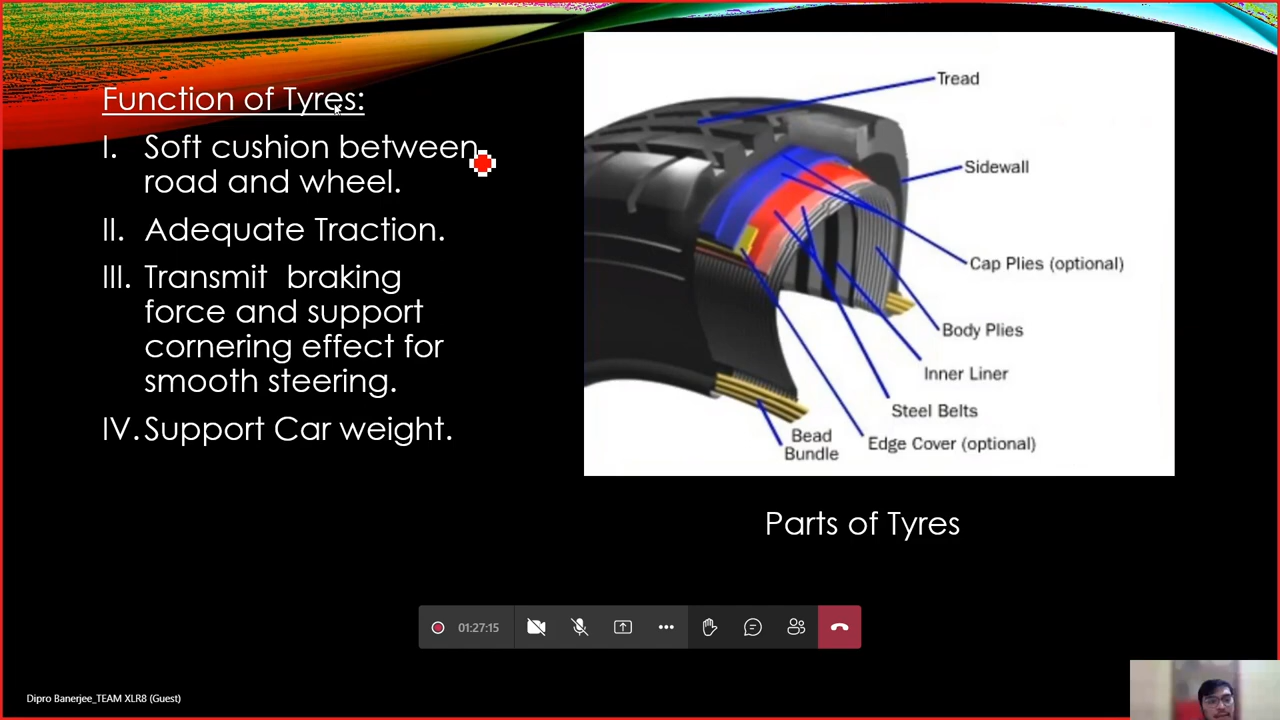 Function of Tyres:
I. Soft cushion between
road and wheel.
II. Adequate Traction.
III. Transmit braking
force and support
cornering effect for
smooth steering.
IV. Support Car weight.
Tread
Sidewall
Cap Plies (optional)
Body Plies
Inner Liner
Steel Belts
Edge Cover (optional)
Bead
Bundle
Parts of Tyres
01:27:15
Dipro Banerjee_TEAM XLR8 (Guest)